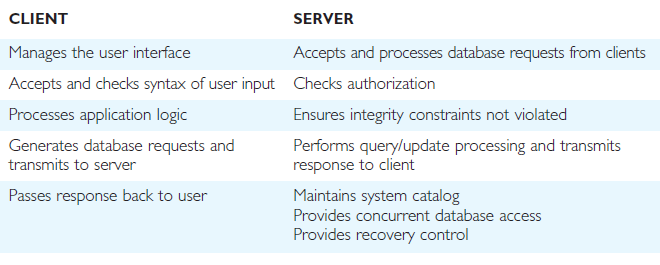 CLIENT SERVER
Manages the user interface Accepts and processes database requests from clients
Accepts and checks syntax of user input Checks authorization
Processes application logic Ensures integrity constraints not violated
Generates database requests and Performs query/update processing and transmits
transmits to server response to client
Passes response back to user Maintains system catalog
Provides concurrent database access
Provides recovery control